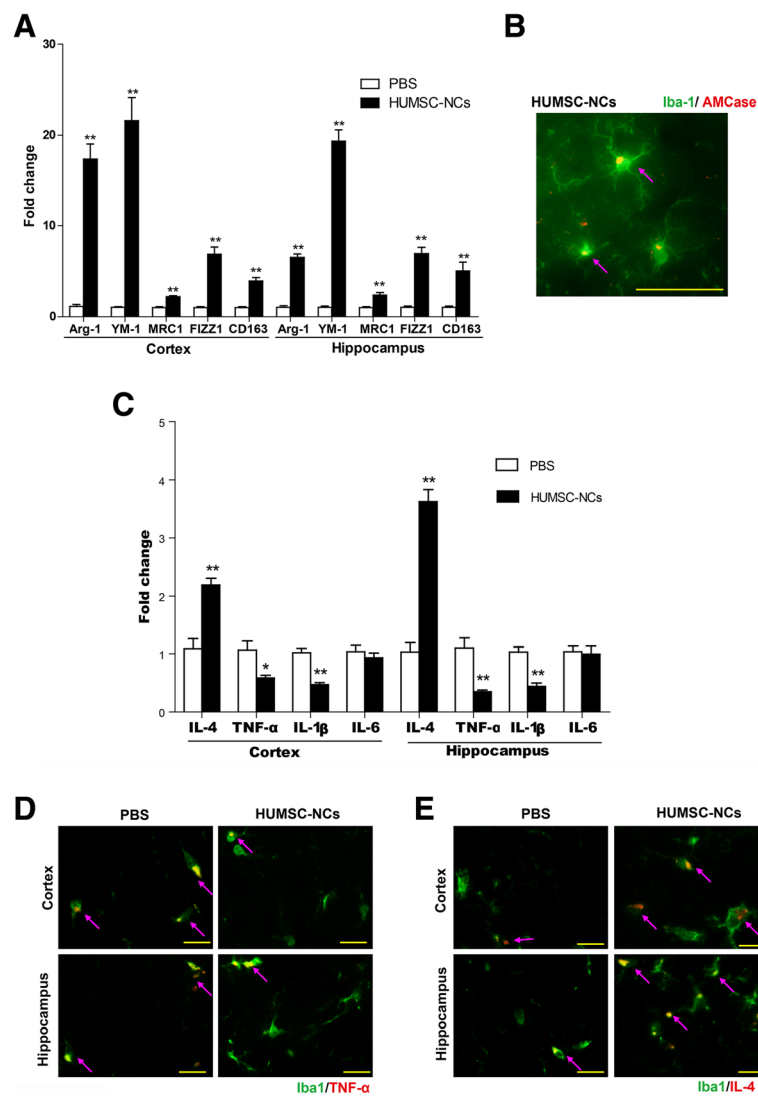 A
30
20
10
0
Fold change
PBS
HUMSC-NCs
** ** ** ** ** ** ** ** ** **
Arg-1 YM-1 MRC1 FIZZ1 CD163 Arg-1 YM-1 MRC1 FIZZ1 CD163
Cortex Hippocampus
B
HUMSC-NCs Iba-1/ AMCase
C
5
4
3
2
1
0
Fold change
PBS
HUMSC-NCs
** * ** ** ** **
IL-4 TNF-α IL-1β IL-6 IL-4 TNF-α IL-1β IL-6
Cortex Hippocampus
D
PBS HUMSC-NCs
Cortex
Hippocampus
Iba1/TNF-α
E
PBS HUMSC-NCs
Cortex
Hippocampus
Iba1/IL-4